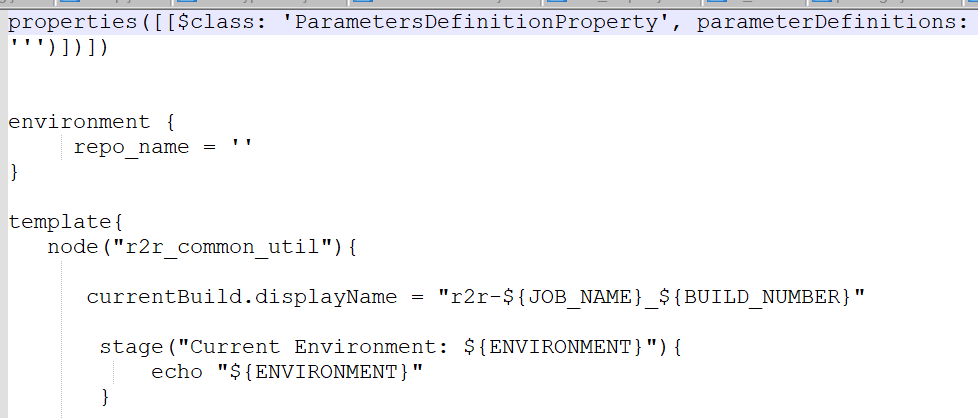 properties([[$class: 'ParametersDefinitionProperty', parameterDefinitions:
''')])])
environment {
repo_name = ''
}
template{
node("r2r_common_util"){
currentBuild.displayName = "r2r-${JOB_NAME}_${BUILD_NUMBER}"
stage("Current Environment: ${ENVIRONMENT}"){
echo "${ENVIRONMENT}"
}